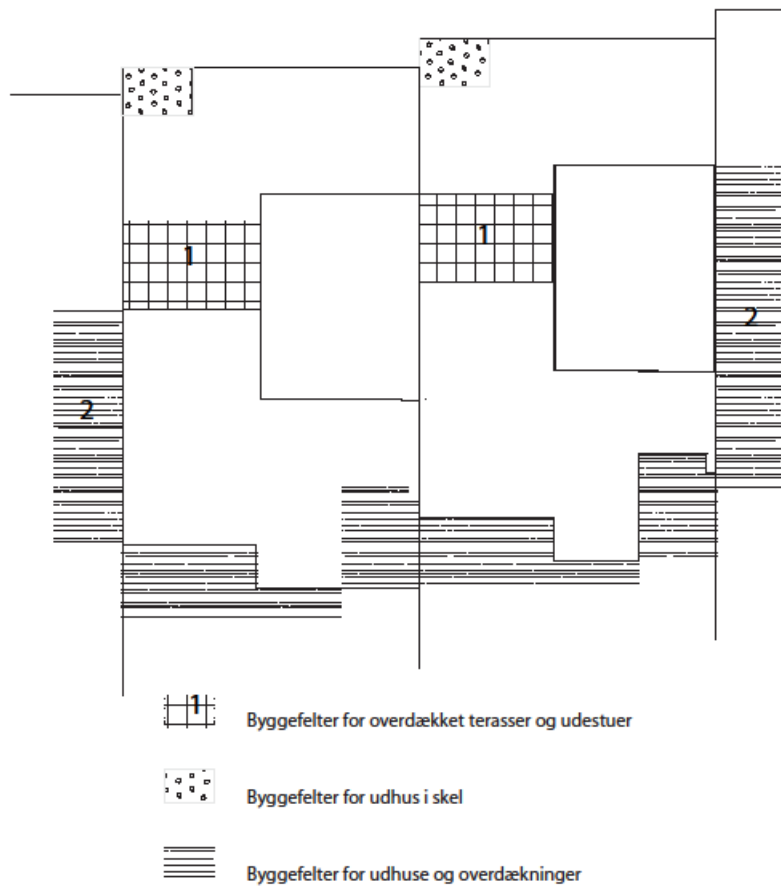 1
1
2
2
1
Byggefelter for overdækket terasser og udestuer
Byggefelter for udhus i skel
Byggefelter for udhuse og overdækninger